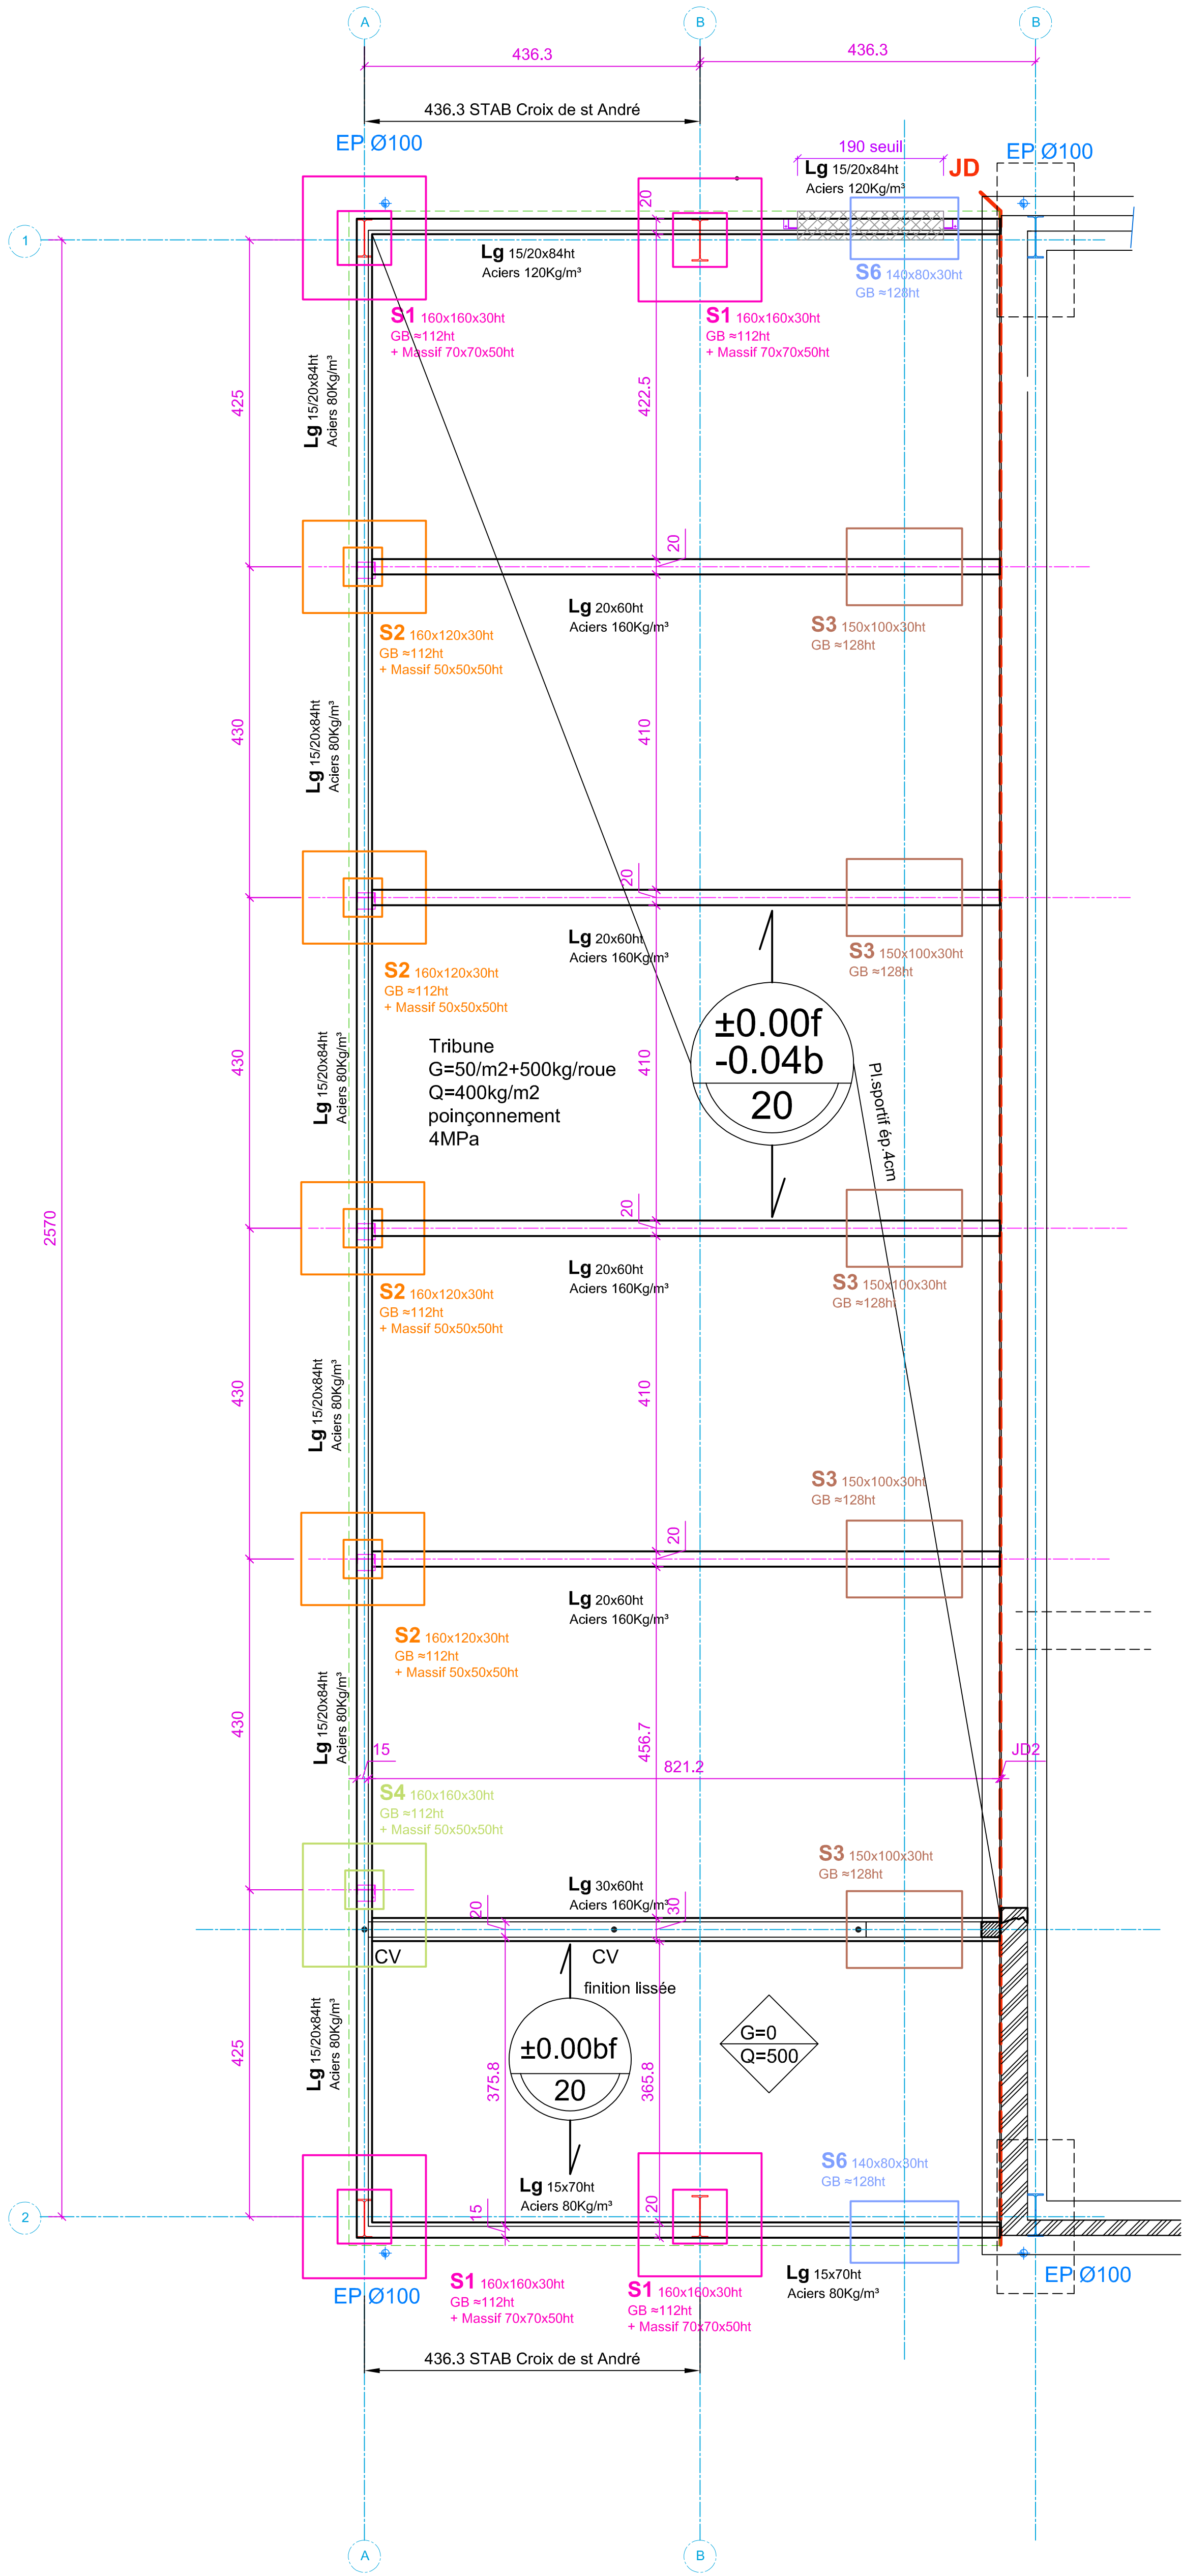 A
B
B
436.3
436.3
436.3 STAB Croix de st André
EP Ø100
190 seuil
Lg 15/20x84ht
Aciers 120Kg/m³
JD
EP Ø100
20
1
Lg 15/20x84ht
Aciers 120Kg/m³
S6 140x80x30ht
GB ≈128ht
S1 160x160x30ht
GB ≈112ht
+ Massif 70x70x50ht
S1 160x160x30ht
GB ≈112ht
+ Massif 70x70x50ht
425
Lg 15/20x84ht
Aciers 80Kg/m³
422.5
20
Lg 20x60ht
Aciers 160Kg/m³
S2 160x120x30ht
GB ≈112ht
+ Massif 50x50x50ht
S3 150x100x30ht
GB ≈128ht
430
Lg 15/20x84ht
Aciers 80Kg/m³
410
20
Lg 20x60ht
Aciers 160Kg/m³
S2 160x120x30ht
GB ≈112ht
+ Massif 50x50x50ht
S3 150x100x30ht
GB ≈128ht
±0.00f
-0.04b
20
Tribune
G=50/m2+500kg/roue
Q=400kg/m2
poinçonnement
4MPa
430
Lg 15/20x84ht
Aciers 80Kg/m³
410
Pl.sportif ép.4cm
2570
20
Lg 20x60ht
Aciers 160Kg/m³
S2 160x120x30ht
GB ≈112ht
+ Massif 50x50x50ht
S3 150x100x30ht
GB ≈128ht
430
Lg 15/20x84ht
Aciers 80Kg/m³
410
S3 150x100x30ht
GB ≈128ht
20
Lg 20x60ht
Aciers 160Kg/m³
S2 160x120x30ht
GB ≈112ht
+ Massif 50x50x50ht
430
Lg 15/20x84ht
Aciers 80Kg/m³
456.7
15
821.2
JD2
S4 160x160x30ht
GB ≈112ht
+ Massif 50x50x50ht
S3 150x100x30ht
GB ≈128ht
Lg 30x60ht
Aciers 160Kg/m³
20
30
CV
CV
finition lissée
425
Lg 15/20x84ht
Aciers 80Kg/m³
375.8
±0.00bf
20
365.8
G=0
Q=500
Lg 15x70ht
Aciers 80Kg/m³
S6 140x80x30ht
GB ≈128ht
15
20
2
EP Ø100
S1 160x160x30ht
GB ≈112ht
+ Massif 70x70x50ht
S1 160x160x30ht
GB ≈112ht
+ Massif 70x70x50ht
Lg 15x70ht
Aciers 80Kg/m³
EP Ø100
436.3 STAB Croix de st André
A
B